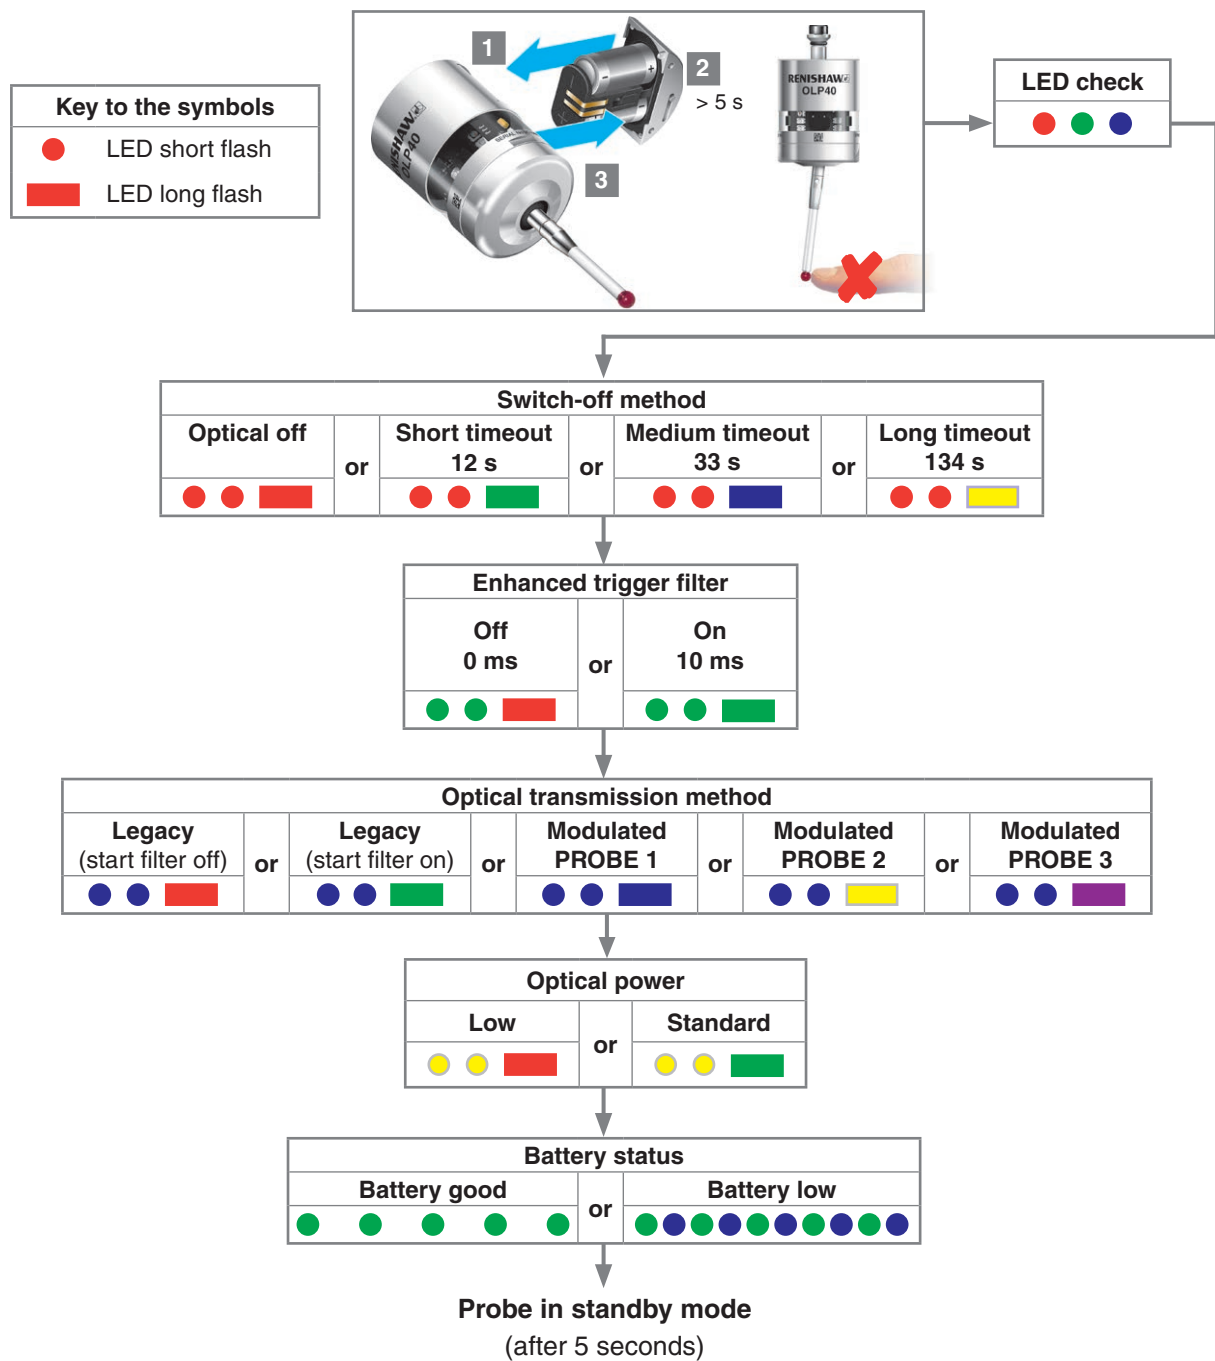 Key to the symbols
LED short flash
LED long flash
1
2
> 5 s
3
RENISHAW
OLP40
RENISHAW
OLP40
LED check
Switch-off method
Optical off
or
Short timeout
12 s
or
Medium timeout
33 s
or
Long timeout
134 s
Enhanced trigger filter
Off
0 ms
or
On
10 ms
Optical transmission method
Legacy
(start filter off)
or
Legacy
(start filter on)
or
Modulated
PROBE 1
or
Modulated
PROBE 2
or
Modulated
PROBE 3
Optical power
Low
or
Standard
Battery status
Battery good
or
Battery low
Probe in standby mode
(after 5 seconds)